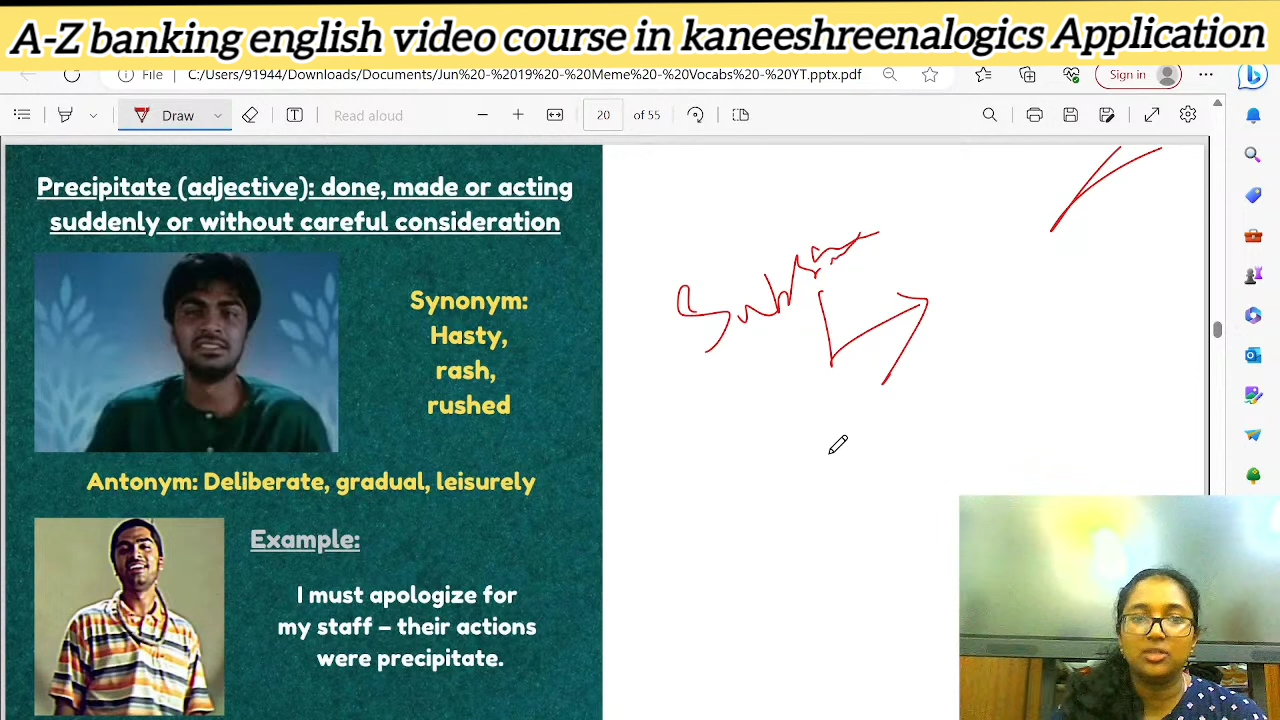 A-Z banking english video course in kaneeshreenalogics Application
File C:/Users/91944/Downloads/Documents/Jun%20-%2019%20-%20Meme%20-%20Vocabs%20-%20YT.pptx.pdf Sign in
Draw Read aloud 20 of 55
Precipitate (adjective): done, made or acting
suddenly or without careful consideration
Synonym:
Hasty,
rash,
rushed
Antonym: Deliberate, gradual, leisurely
Example:
I must apologize for
my staff – their actions
were precipitate.